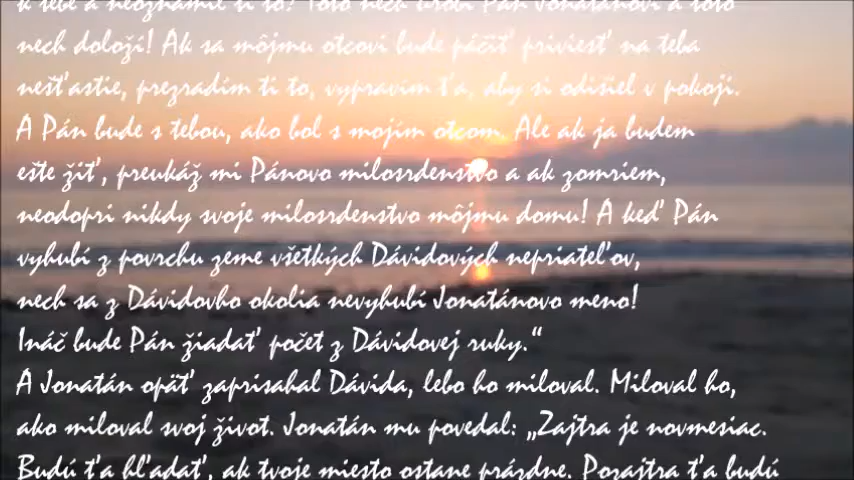 k sebe a neoznámie ti to? Toto nech urobí Pán Jonatánovi a toto
nech doloží! Ak sa môjmu otcovi bude páčiť priviesť na teba
nešťastie, prezradím ti to, vypravím ťa, aby si odišiel v pokoji.
A Pán bude s tebou, ako bol s mojím otcom. Ale ak ja budem
ešte žiť, preukáž mi Pánovo milosrdenstvo a ak zomriem,
neodopri nikdy svoje milosrdenstvo môjmu domu! A keď Pán
vyhubí z povrchu zeme všetkých Dávidových nepriateľov,
nech sa z Dávidovho okolia nevyhubí Jonatánovo meno!
Ináč bude Pán žiadať počet z Dávidovej ruky.“
A Jonatán opäť zaprisahal Dávida, lebo ho miloval. Miloval ho,
ako miloval svoj život. Jonatán mu povedal: „Zajtra je novmesiac.
Budú ťa hľadať, ak tvoje miesto ostane prázdne. Pozajtra ťa budú